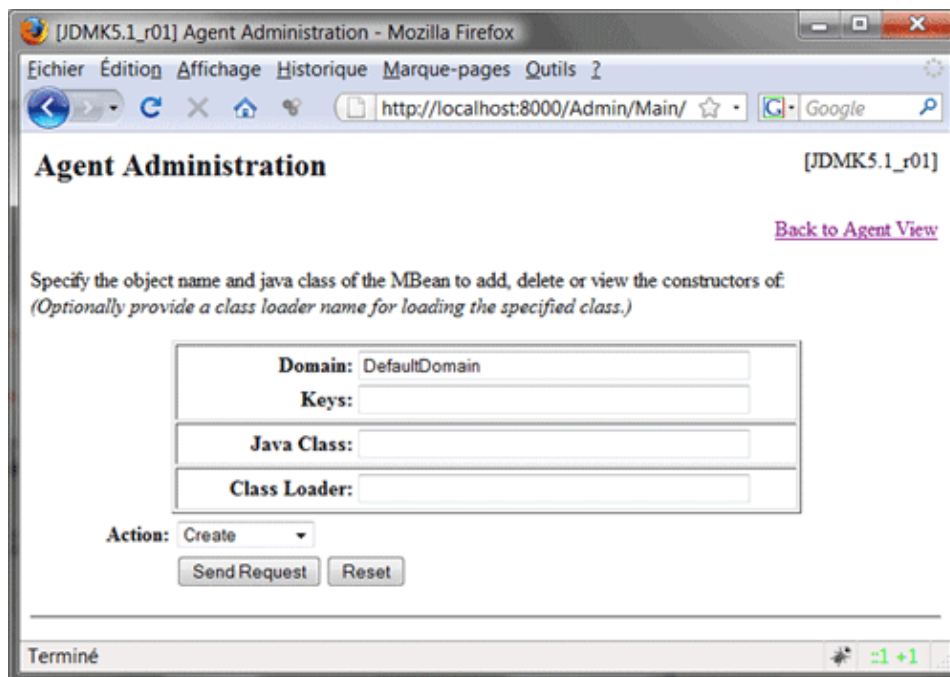 [JDMK5.1_r01] Agent Administration - Mozilla Firefox
Fichier Édition Affichage Historique Marque-pages Outils ?
http://localhost:8000/Admin/Main/ G Google
Agent Administration [JDMK5.1_r01]
Back to Agent View
Specify the object name and java class of the MBean to add, delete or view the constructors of:
(Optionally provide a class loader name for loading the specified class.)
Domain: DefaultDomain
Keys:
Java Class:
Class Loader:
Action: Create
Send Request Reset
Terminé ::1 +1